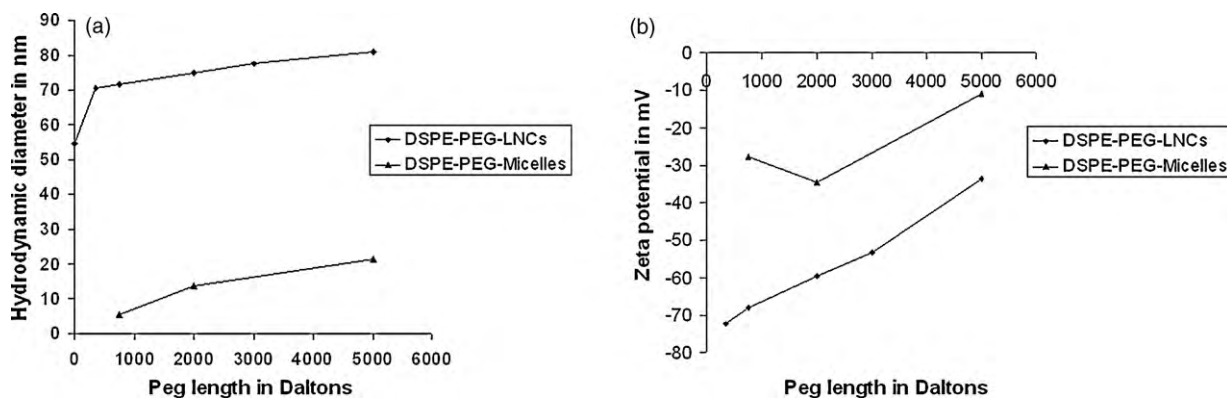 (a)
Hydrodynamic diameter in nm
90
80
70
60
50
40
30
20
10
0
0 1000 2000 3000 4000 5000 6000
Peg length in Daltons
DSPE-PEG-LNCs
DSPE-PEG-Micelles
(b)
Zeta potential in mV
0
-10
-20
-30
-40
-50
-60
-70
-80
0 1000 2000 3000 4000 5000 6000
Peg length in Daltons
DSPE-PEG-LNCs
DSPE-PEG-Micelles